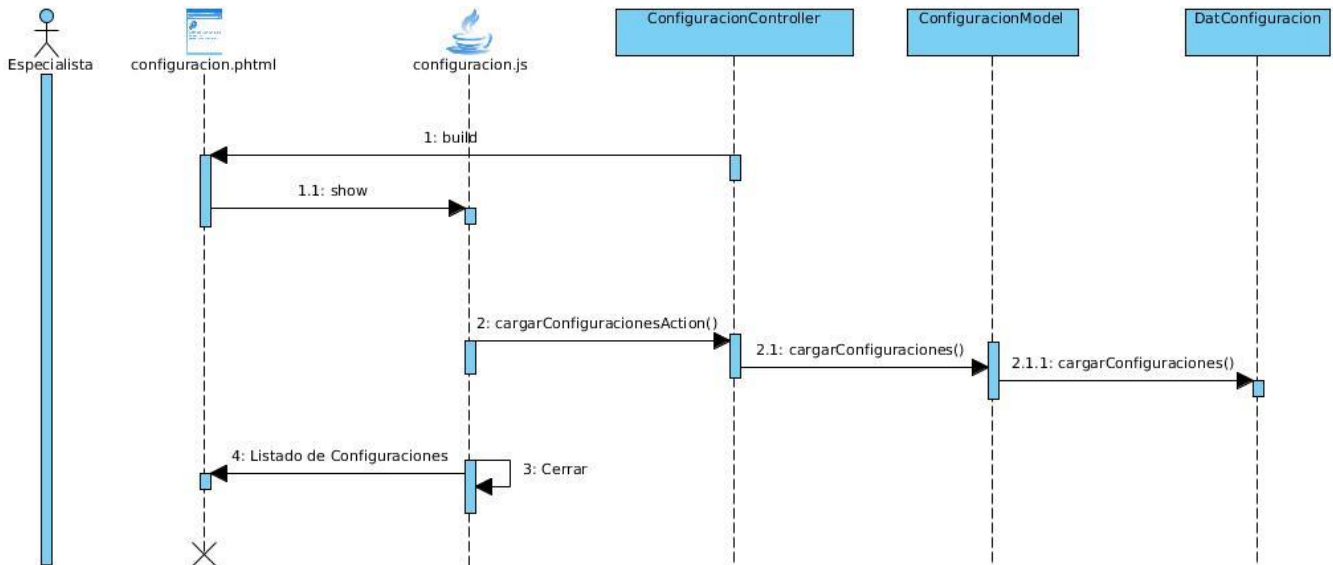 ConfiguracionController
ConfiguracionModel
DatConfiguracion
Especialista
configuracion.phtml
configuracion.js
1: build
1.1: show
2: cargarConfiguracionesAction()
2.1: cargarConfiguraciones()
2.1.1: cargarConfiguraciones()
4: Listado de Configuraciones
3: Cerrar